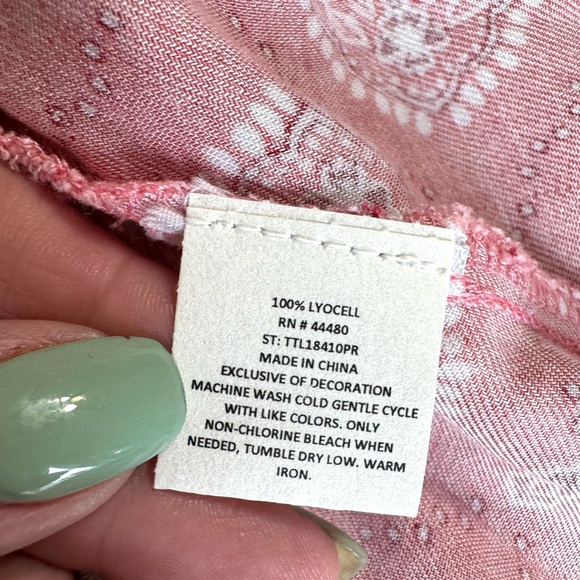 100% LYOCELL
RN # 44480
ST: TTL18410PR
MADE IN CHINA
EXCLUSIVE OF DECORATION
MACHINE WASH COLD GENTLE CYCLE
WITH LIKE COLORS. ONLY
NON-CHLORINE BLEACH WHEN
NEEDED, TUMBLE DRY LOW. WARM
IRON.